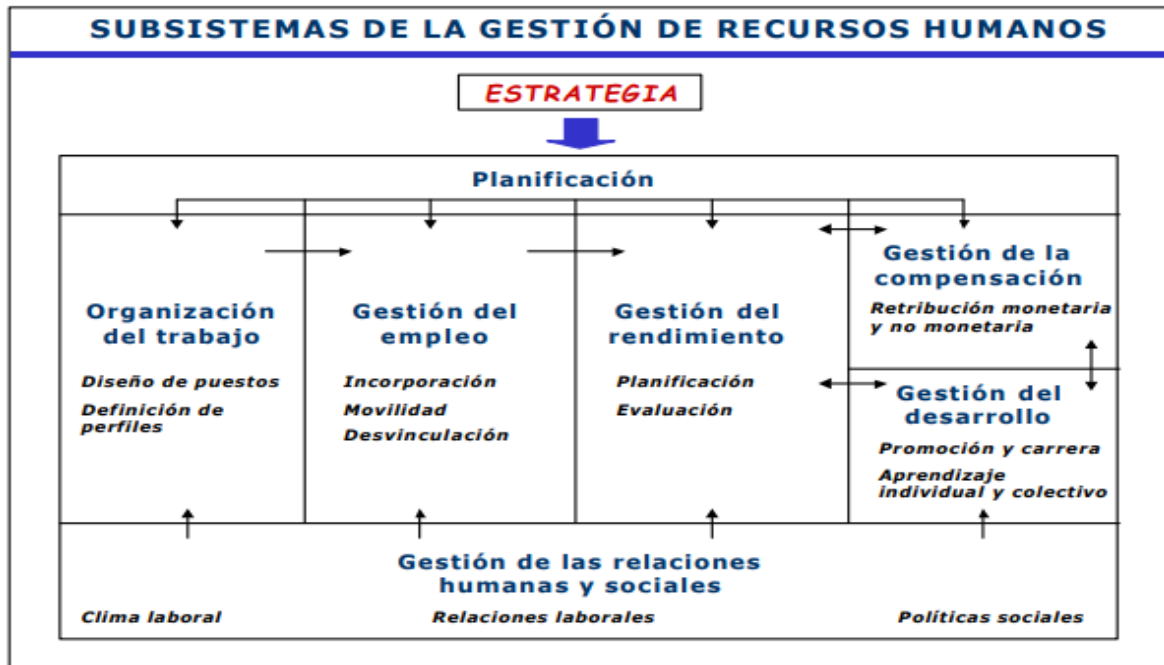 SUBSISTEMAS DE LA GESTIÓN DE RECURSOS HUMANOS
ESTRATEGIA
Planificación
Organización
del trabajo
Diseño de puestos
Definición de
perfiles
Gestión del
empleo
Incorporación
Movilidad
Desvinculación
Gestión del
rendimiento
Planificación
Evaluación
Gestión de la
compensación
Retribución monetaria
y no monetaria
Gestión del
desarrollo
Promoción y carrera
Aprendizaje
individual y colectivo
Gestión de las relaciones
humanas y sociales
Clima laboral
Relaciones laborales
Políticas sociales